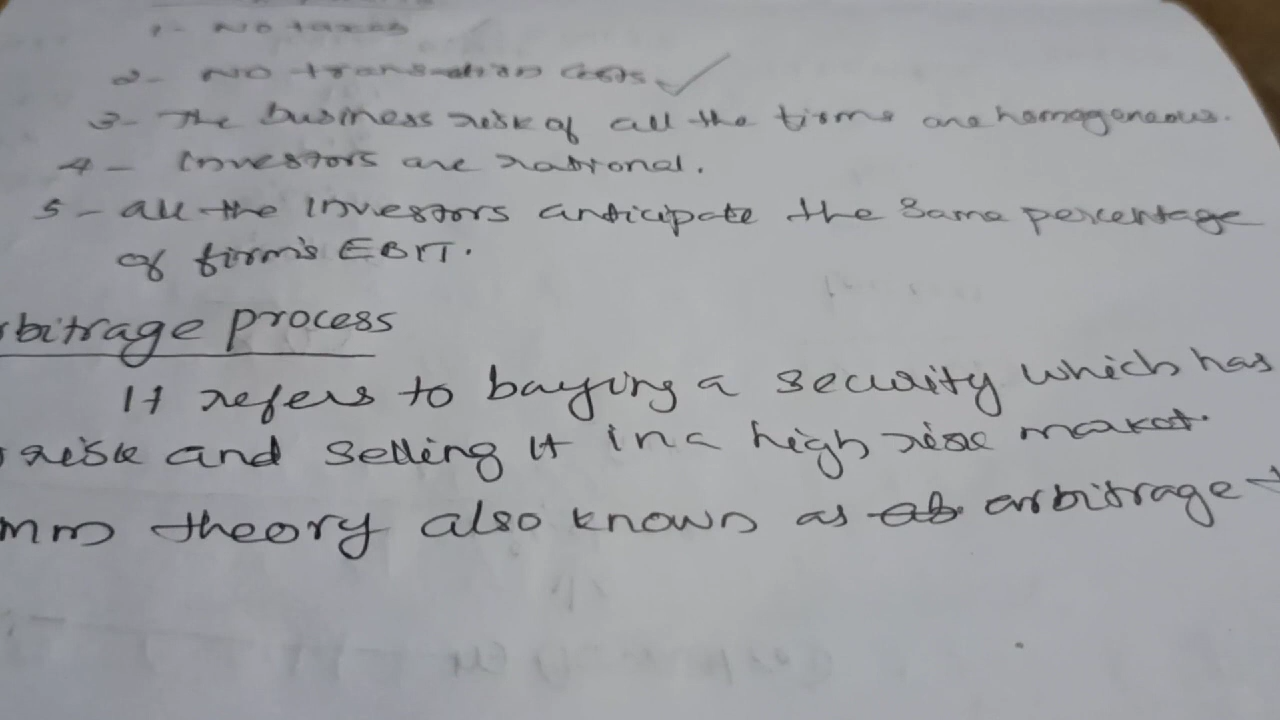 1- No taxes
2- No transaction costs. ✓
3- The business risk of all the firms are homogeneous.
4- Investors are rational.
5- all the investors anticipate the same percentage
of firm's EBIT.
rbitrage process
It refers to buying a security which has
risk and selling it in a high risk market.
mm theory also known as ab arbitrage